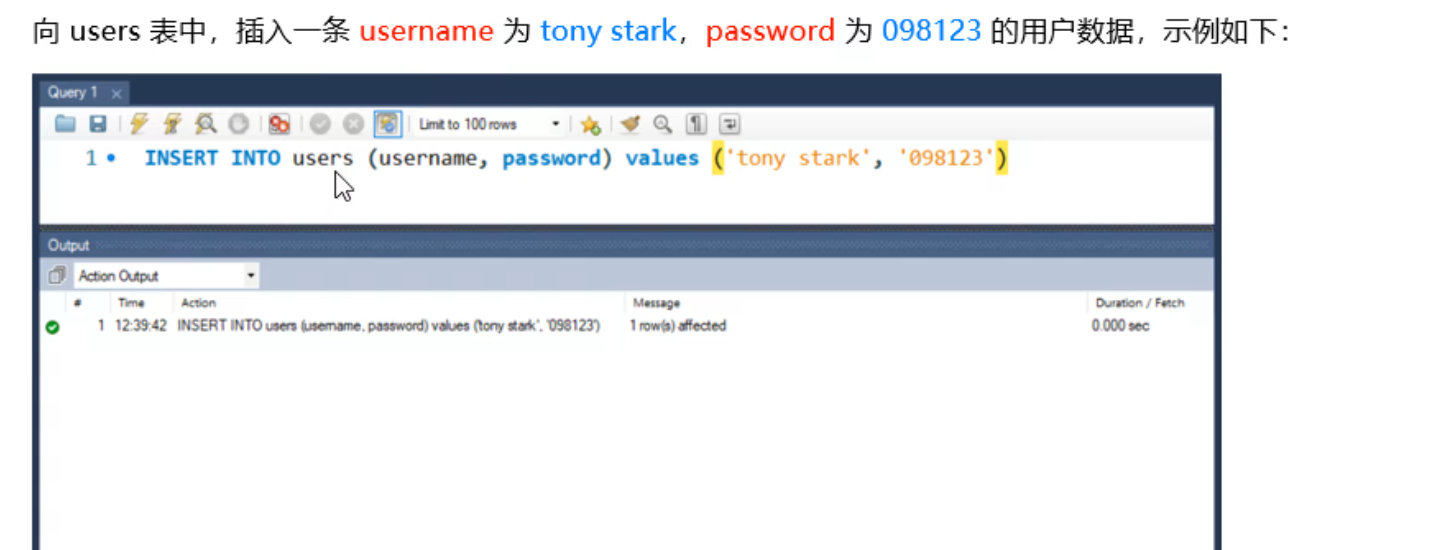 向 users 表中，插入一条 username 为 tony stark，password 为 098123 的用户数据，示例如下：
Query 1 ×
Limit to 100 rows
1 • INSERT INTO users (username, password) values ('tony stark', '098123')
Output
Action Output
# Time Action Message Duration / Fetch
1 12:39:42 INSERT INTO users (username, password) values ('tony stark', '098123') 1 row(s) affected 0.000 sec